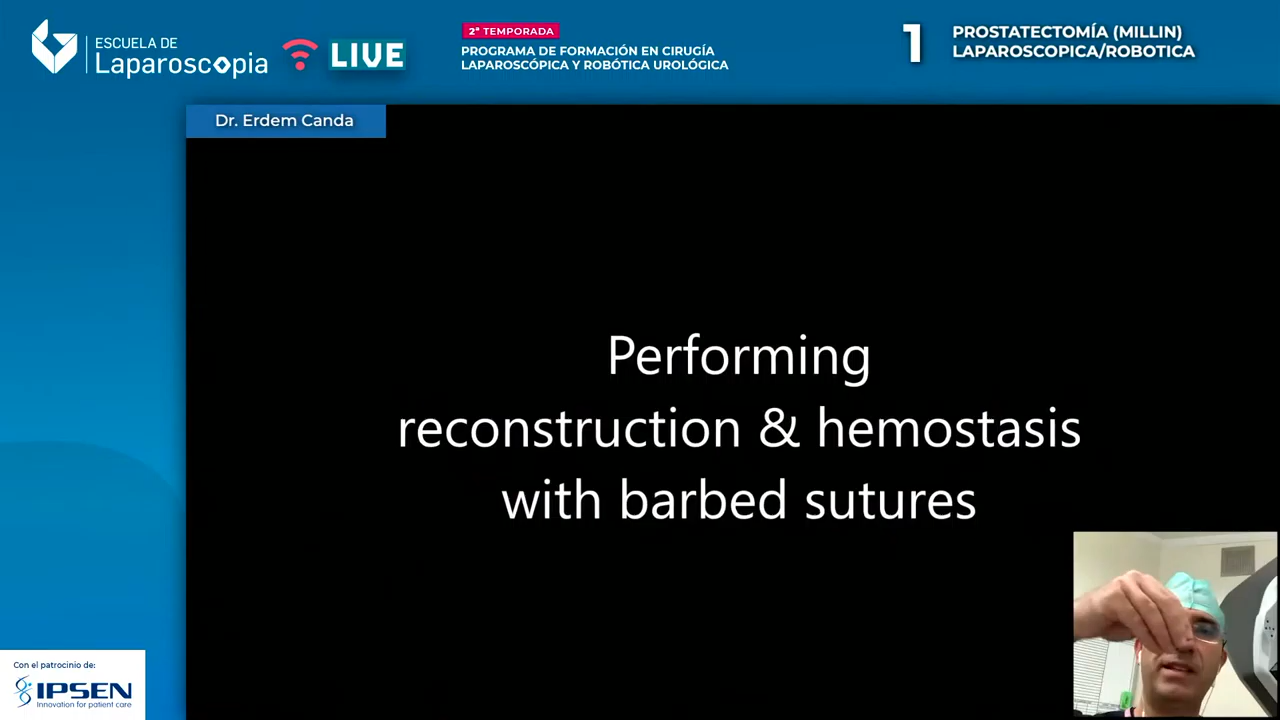 ESCUELA DE
Laparoscopia
LIVE
2ª TEMPORADA
PROGRAMA DE FORMACIÓN EN CIRUGÍA
LAPAROSCÓPICA Y ROBÓTICA UROLÓGICA
1
PROSTATECTOMÍA (MILLIN)
LAPAROSCOPICA/ROBOTICA
Dr. Erdem Canda
Performing
reconstruction & hemostasis
with barbed sutures
Con el patrocinio de:
IPSEN
Innovation for patient care